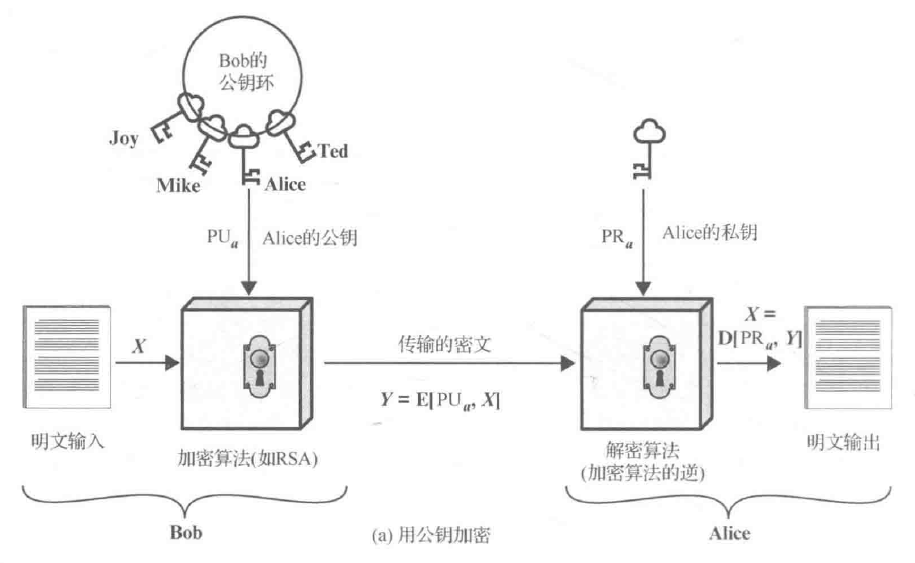 Bob的
公钥环
Joy
Mike
Alice
Ted
PUa
Alice的公钥
PRa
Alice的私钥
X
传输的密文
Y = E[PUa, X]
X =
D[PRa, Y]
明文输入
加密算法(如RSA)
解密算法
(加密算法的逆)
明文输出
Bob
(a) 用公钥加密
Alice